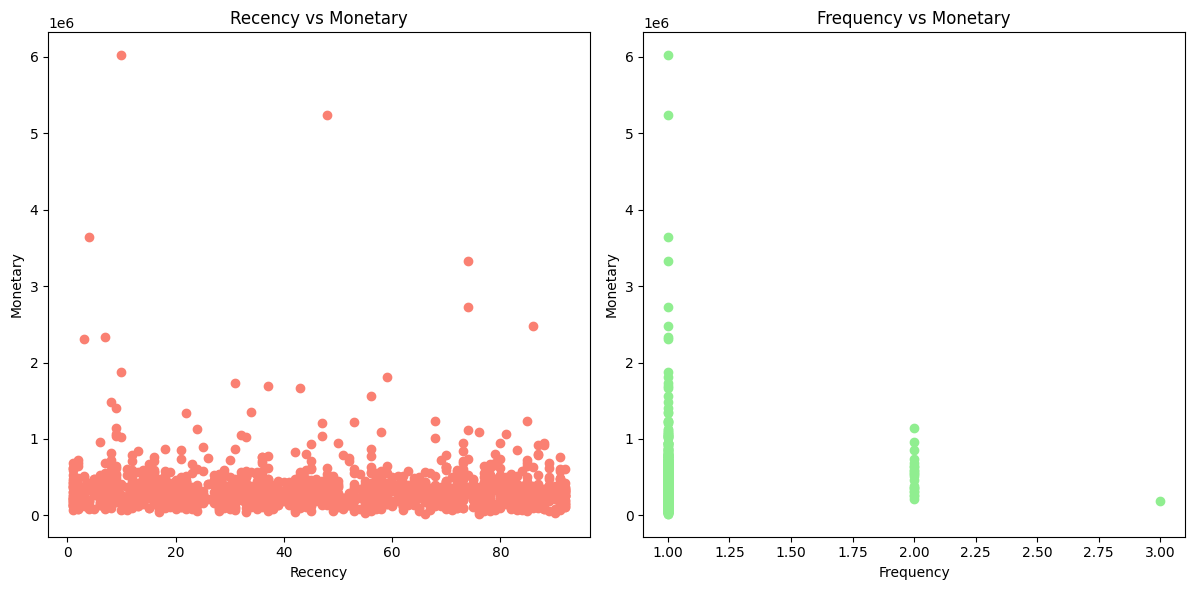 Recency vs Monetary
1e6
6
5
4
3
2
1
0
Monetary
0 20 40 60 80
Recency
Frequency vs Monetary
1e6
6
5
4
3
2
1
0
Monetary
1.00 1.25 1.50 1.75 2.00 2.25 2.50 2.75 3.00
Frequency